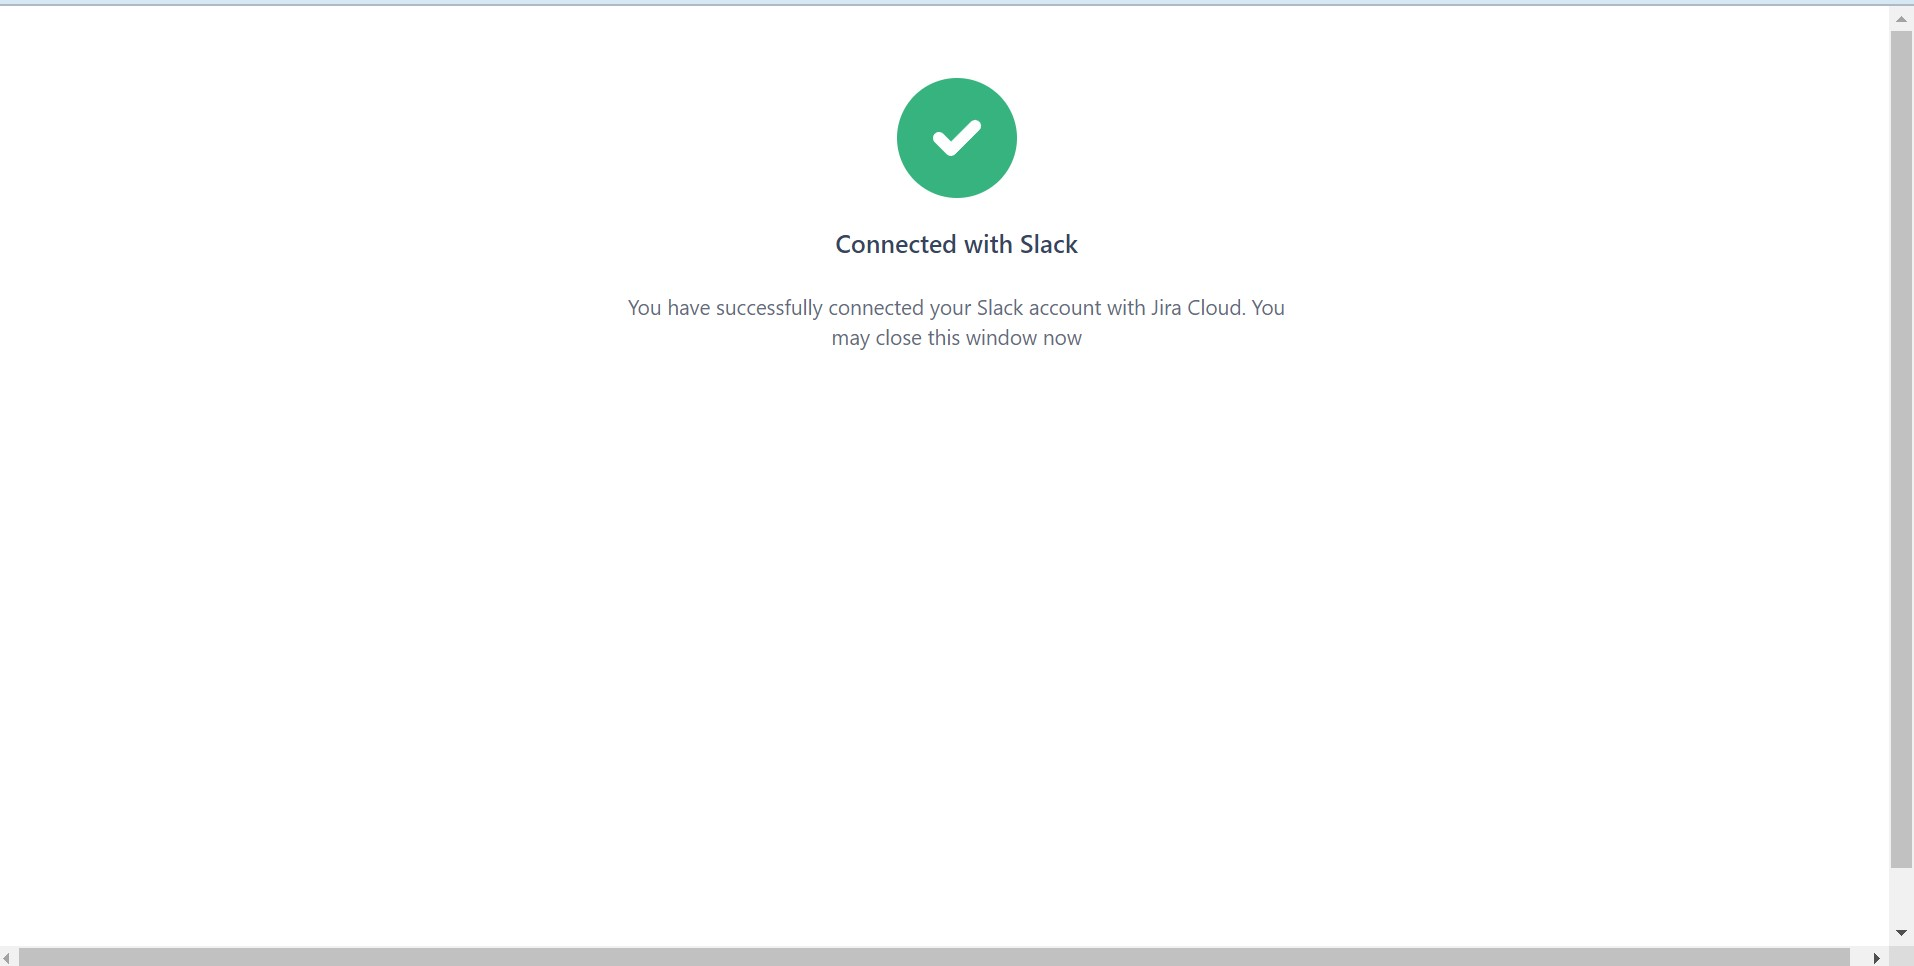 Connected with Slack
You have successfully connected your Slack account with Jira Cloud. You
may close this window now